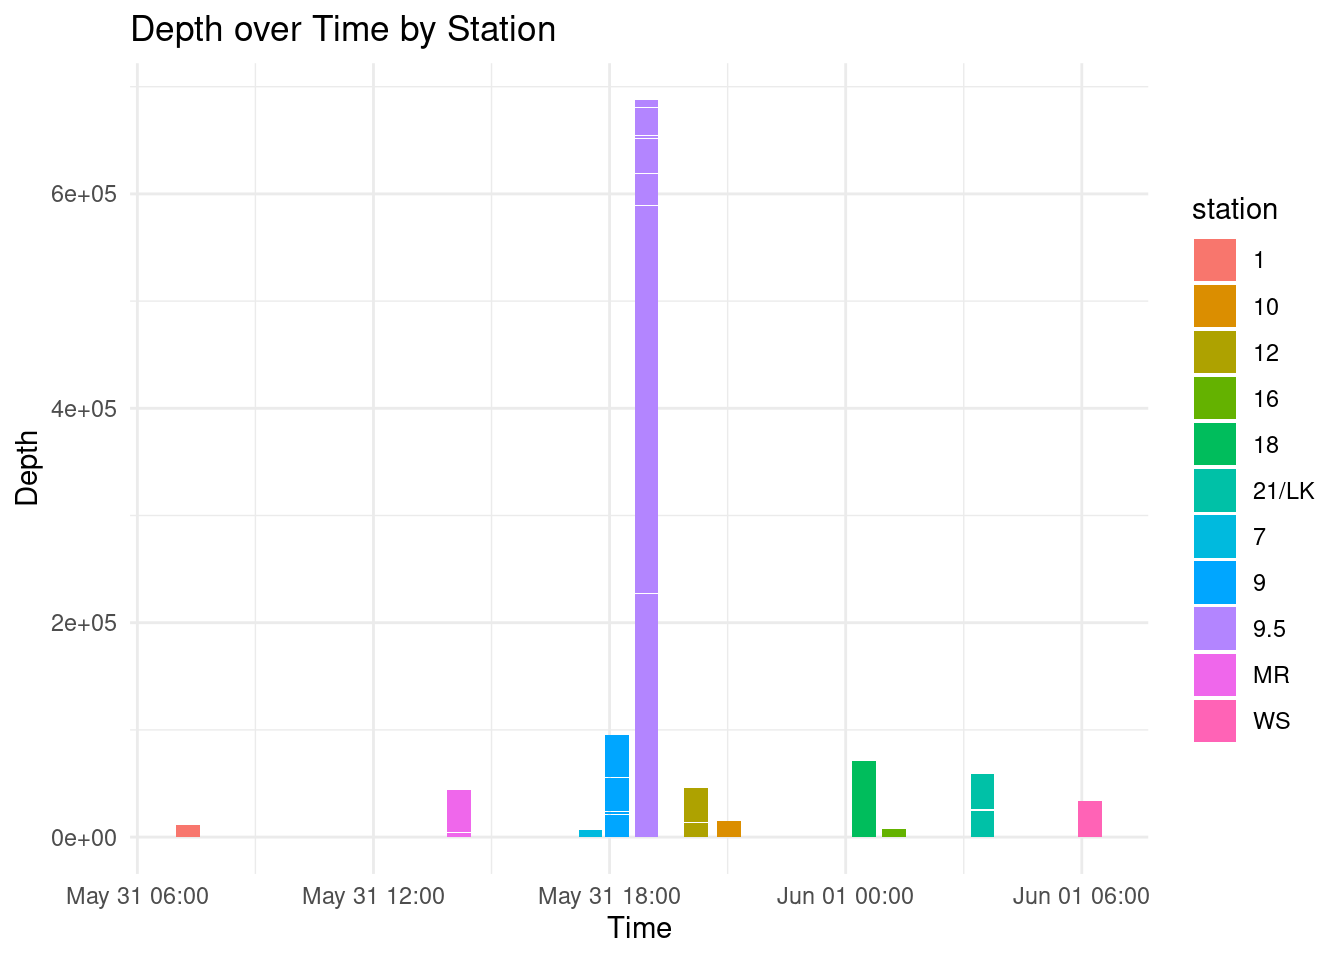 Depth over Time by Station
6e+05
4e+05
2e+05
0e+00
Depth
May 31 06:00
May 31 12:00
May 31 18:00
Jun 01 00:00
Jun 01 06:00
Time
station
1
10
12
16
18
21/LK
7
9
9.5
MR
WS